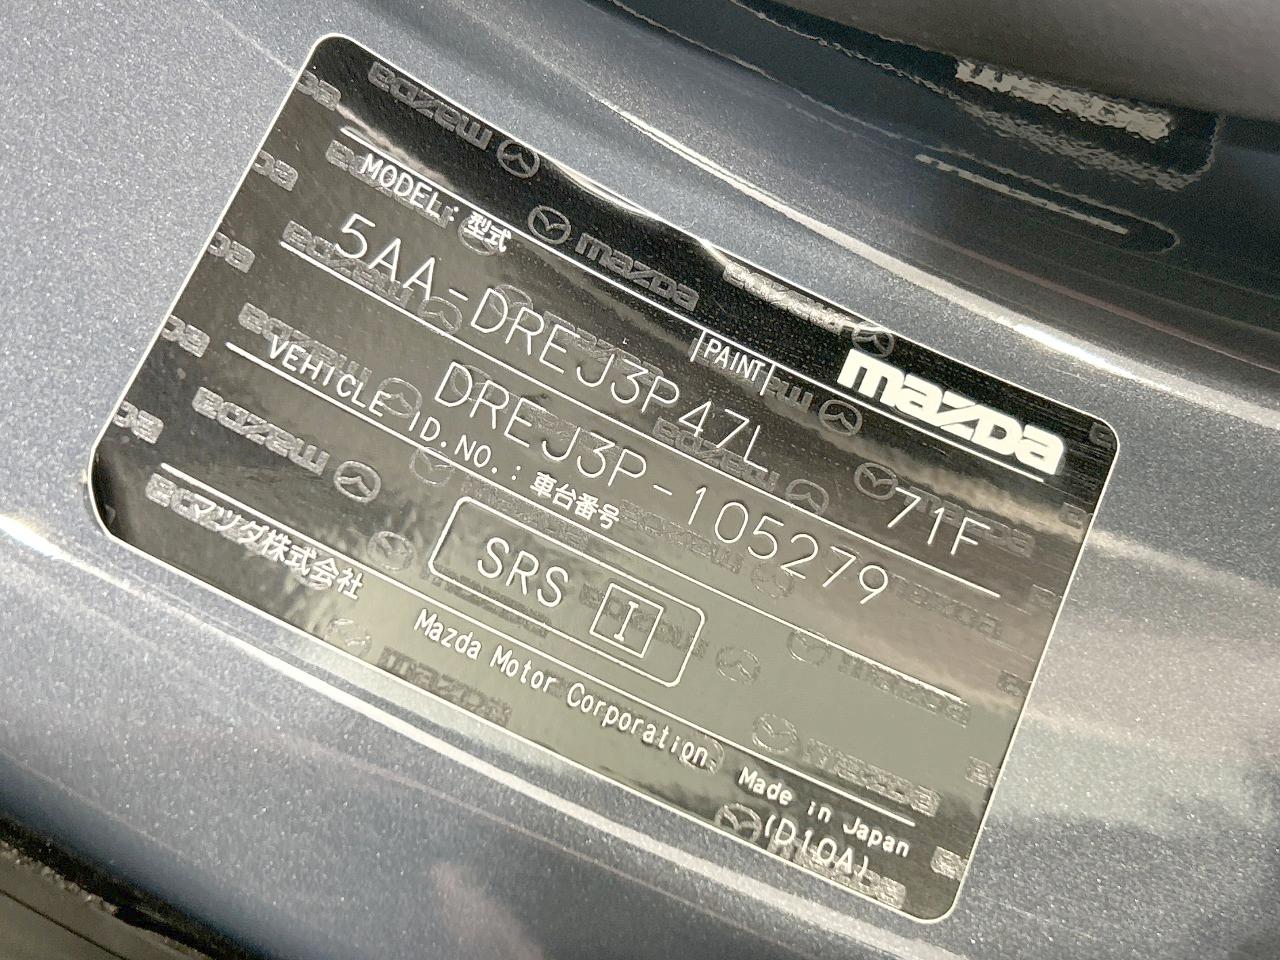 MODEL: 型式
PAINT
mazda
5AA-DREJ3P47L
71F
VEHICLE ID.NO.: 車台番号
DREJ3P-105279
SRS I
マツダ株式会社
Mazda Motor Corporation
Made in Japan
(D10A)